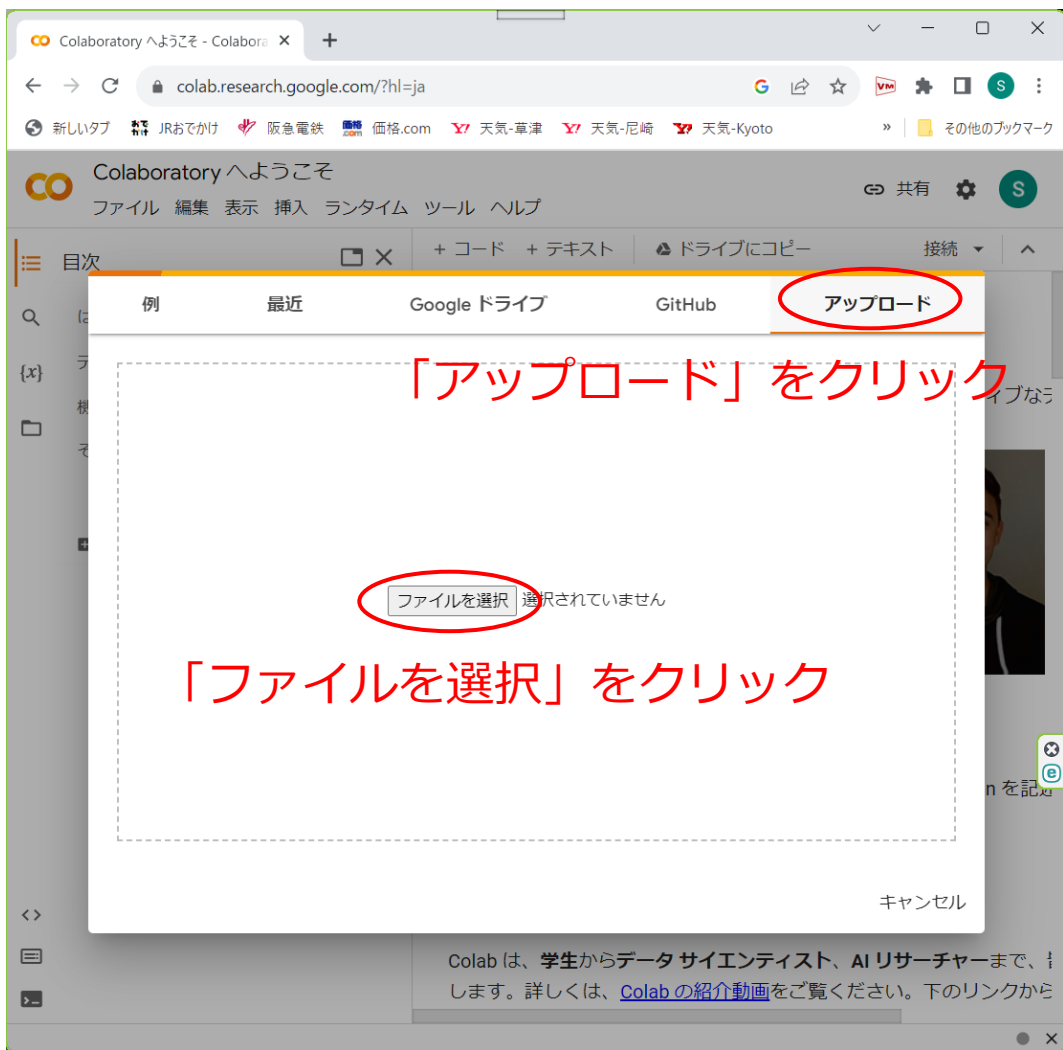 Colaboratory へようこそ - Colabora
colab.research.google.com/?hl=ja
新しいタブ JRおでかけ 阪急電鉄 価格.com 天気-草津 天気-尼崎 天気-Kyoto » その他のブックマーク
Colaboratory へようこそ
ファイル 編集 表示 挿入 ランタイム ツール ヘルプ
共有
S
目次
+ コード + テキスト ドライブにコピー 接続
例 最近 Google ドライブ GitHub アップロード
「アップロード」をクリック
イブなラ
ファイルを選択 選択されていません
「ファイルを選択」をクリック
n を記述
キャンセル
Colab は、学生からデータ サイエンティスト、AI リサーチャーまで、
します。詳しくは、Colab の紹介動画をご覧ください。下のリンクから